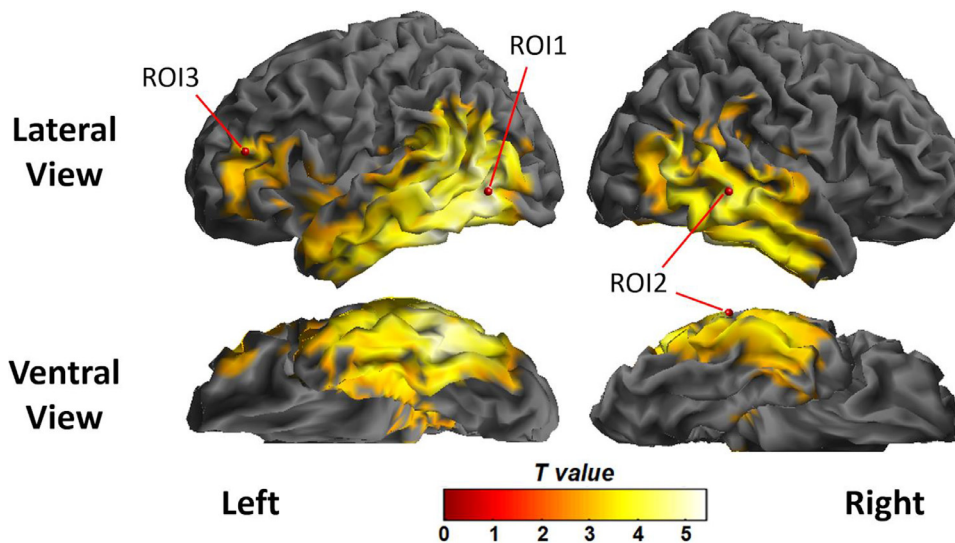 ROI3
ROI1
Lateral
View
ROI2
Ventral
View
Left
T value
Right
0 1 2 3 4 5